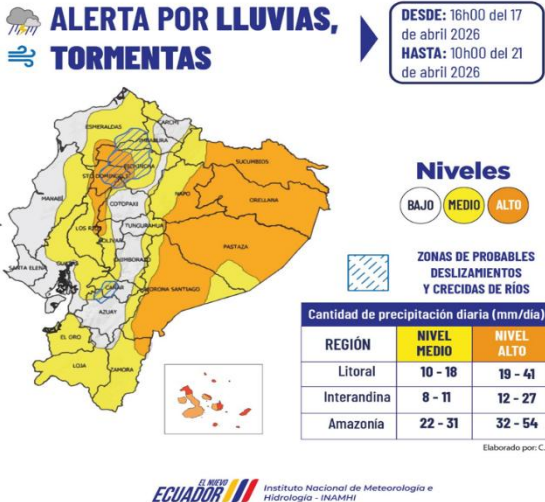 ALERTA POR LLUVIAS,
TORMENTAS
DESDE: 16h00 del 17
de abril 2026
HASTA: 10h00 del 21
de abril 2026
ESMERALDAS
CARCHI
IMBABURA
PICHINCHA
STO DOMINGO
SUCUMBIOS
MANABÍ
NAPO
ORELLANA
COTOPAXI
LOS RÍOS
TUNGURAHUA
BOLIVAR
PASTAZA
SANTA ELENA
GUAYAS
CHIMBORAZO
MORONA SANTIAGO
CAÑAR
AZUAY
EL ORO
LOJA
ZAMORA
Niveles
BAJO
MEDIO
ALTO
ZONAS DE PROBABLES
DESLIZAMIENTOS
Y CRECIDAS DE RÍOS
Cantidad de precipitación diaria (mm/día)
REGIÓN NIVEL MEDIO NIVEL ALTO
Litoral 10 - 18 19 - 41
Interandina 8 - 11 12 - 27
Amazonía 22 - 31 32 - 54
Elaborado por: C.
EL NUEVO
ECUADOR
Instituto Nacional de Meteorología e
Hidrología - INAMHI